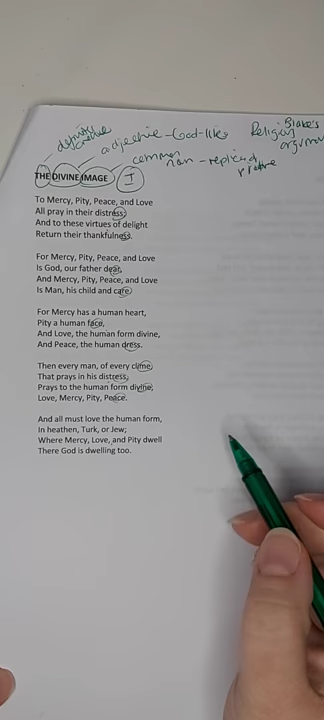 definite adjective - God-like Religion Blake's
article common noun - replica argum
picture
THE DIVINE IMAGE I
To Mercy, Pity, Peace, and Love
All pray in their distress;
And to these virtues of delight
Return their thankfulness.
For Mercy, Pity, Peace, and Love
Is God, our father dear,
And Mercy, Pity, Peace, and Love
Is Man, his child and care.
For Mercy has a human heart,
Pity a human face,
And Love, the human form divine,
And Peace, the human dress.
Then every man, of every clime,
That prays in his distress,
Prays to the human form divine,
Love, Mercy, Pity, Peace.
And all must love the human form,
In heathen, Turk, or Jew;
Where Mercy, Love, and Pity dwell
There God is dwelling too.